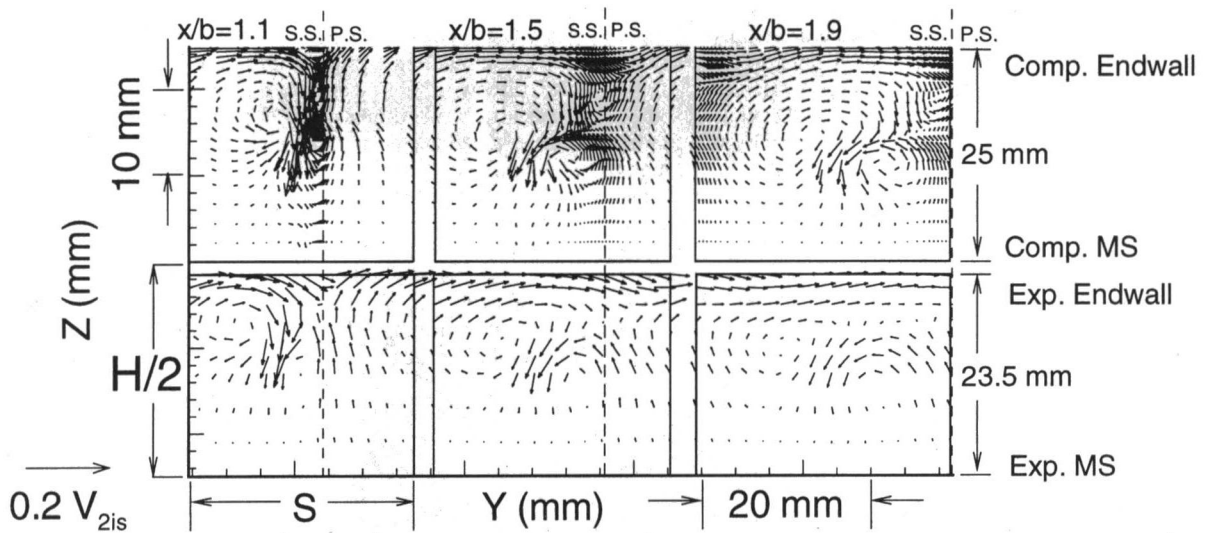 x/b=1.1 S.S. P.S. x/b=1.5 S.S. P.S. x/b=1.9 S.S. P.S.
Comp. Endwall
10 mm
25 mm
Comp. MS
Z (mm)
Exp. Endwall
H/2
23.5 mm
Exp. MS
0.2 V2is
S Y (mm) 20 mm